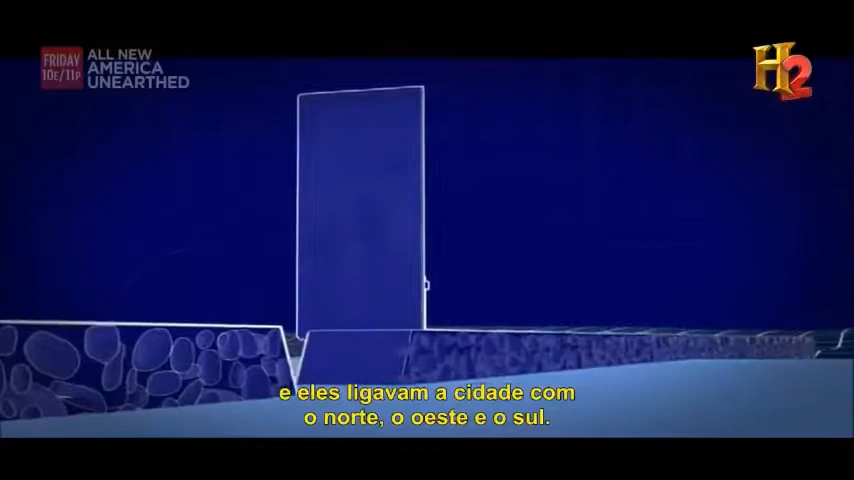 FRIDAY
10E/11P
ALL NEW
AMERICA
UNEARTHED
H2
e eles ligavam a cidade com
o norte, o oeste e o sul.